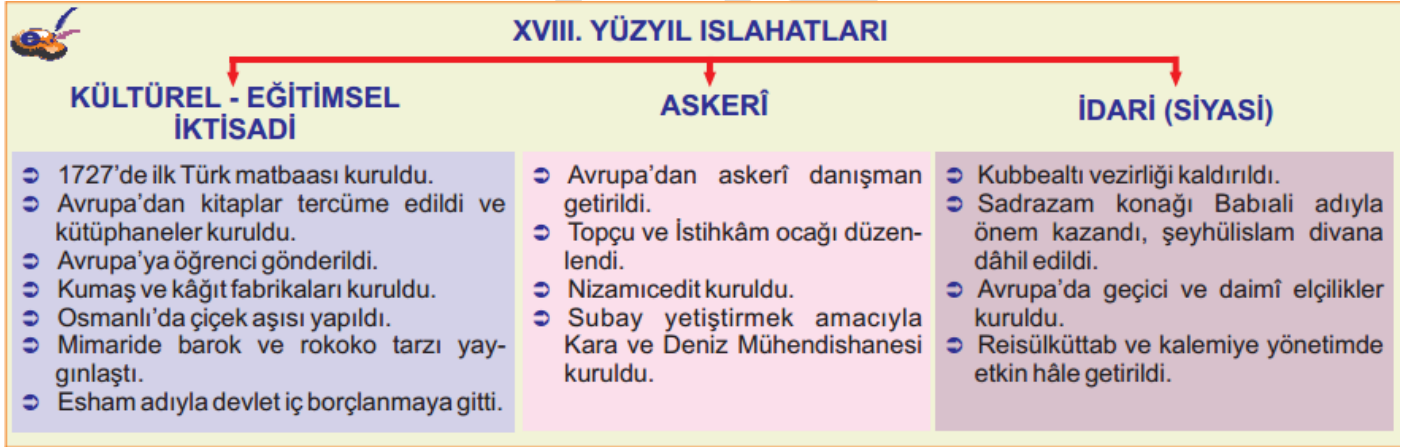 XVIII. YÜZYIL ISLAHATLARI
KÜLTÜREL - EĞİTİMSEL
İKTİSADİ
1727’de ilk Türk matbaası kuruldu.
Avrupa’dan kitaplar tercüme edildi ve
kütüphaneler kuruldu.
Avrupa’ya öğrenci gönderildi.
Kumaş ve kâğıt fabrikaları kuruldu.
Osmanlı’da çiçek aşısı yapıldı.
Mimaride barok ve rokoko tarzı yay-
gınlaştı.
Esham adıyla devlet iç borçlanmaya gitti.
ASKERÎ
Avrupa’dan askerî danışman
getirildi.
Topçu ve İstihkâm ocağı düzen-
lendi.
Nizamıcedit kuruldu.
Subay yetiştirmek amacıyla
Kara ve Deniz Mühendishanesi
kuruldu.
İDARİ (SİYASİ)
Kubbealtı vezirliği kaldırıldı.
Sadrazam konağı Babıali adıyla
önem kazandı, şeyhülislam divana
dâhil edildi.
Avrupa’da geçici ve daimî elçilikler
kuruldu.
Reisülküttab ve kalemiye yönetimde
etkin hâle getirildi.